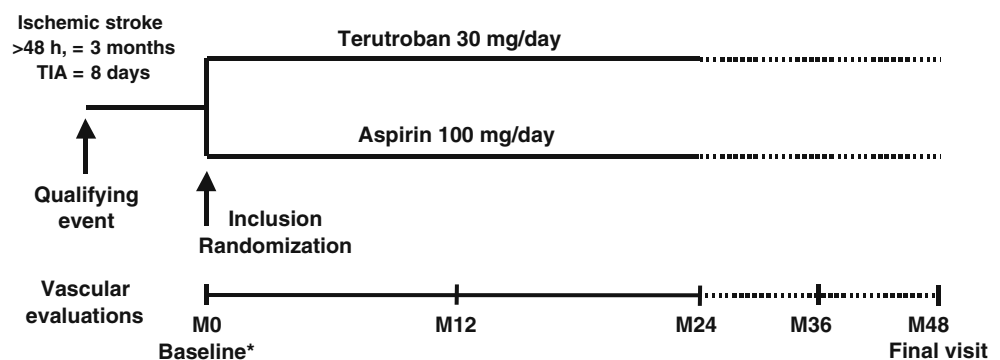 Ischemic stroke
>48 h, = 3 months
TIA = 8 days
Terutroban 30 mg/day
Aspirin 100 mg/day
Qualifying
event
Inclusion
Randomization
Vascular
evaluations
M0
M12
M24
M36
M48
Baseline*
Final visit